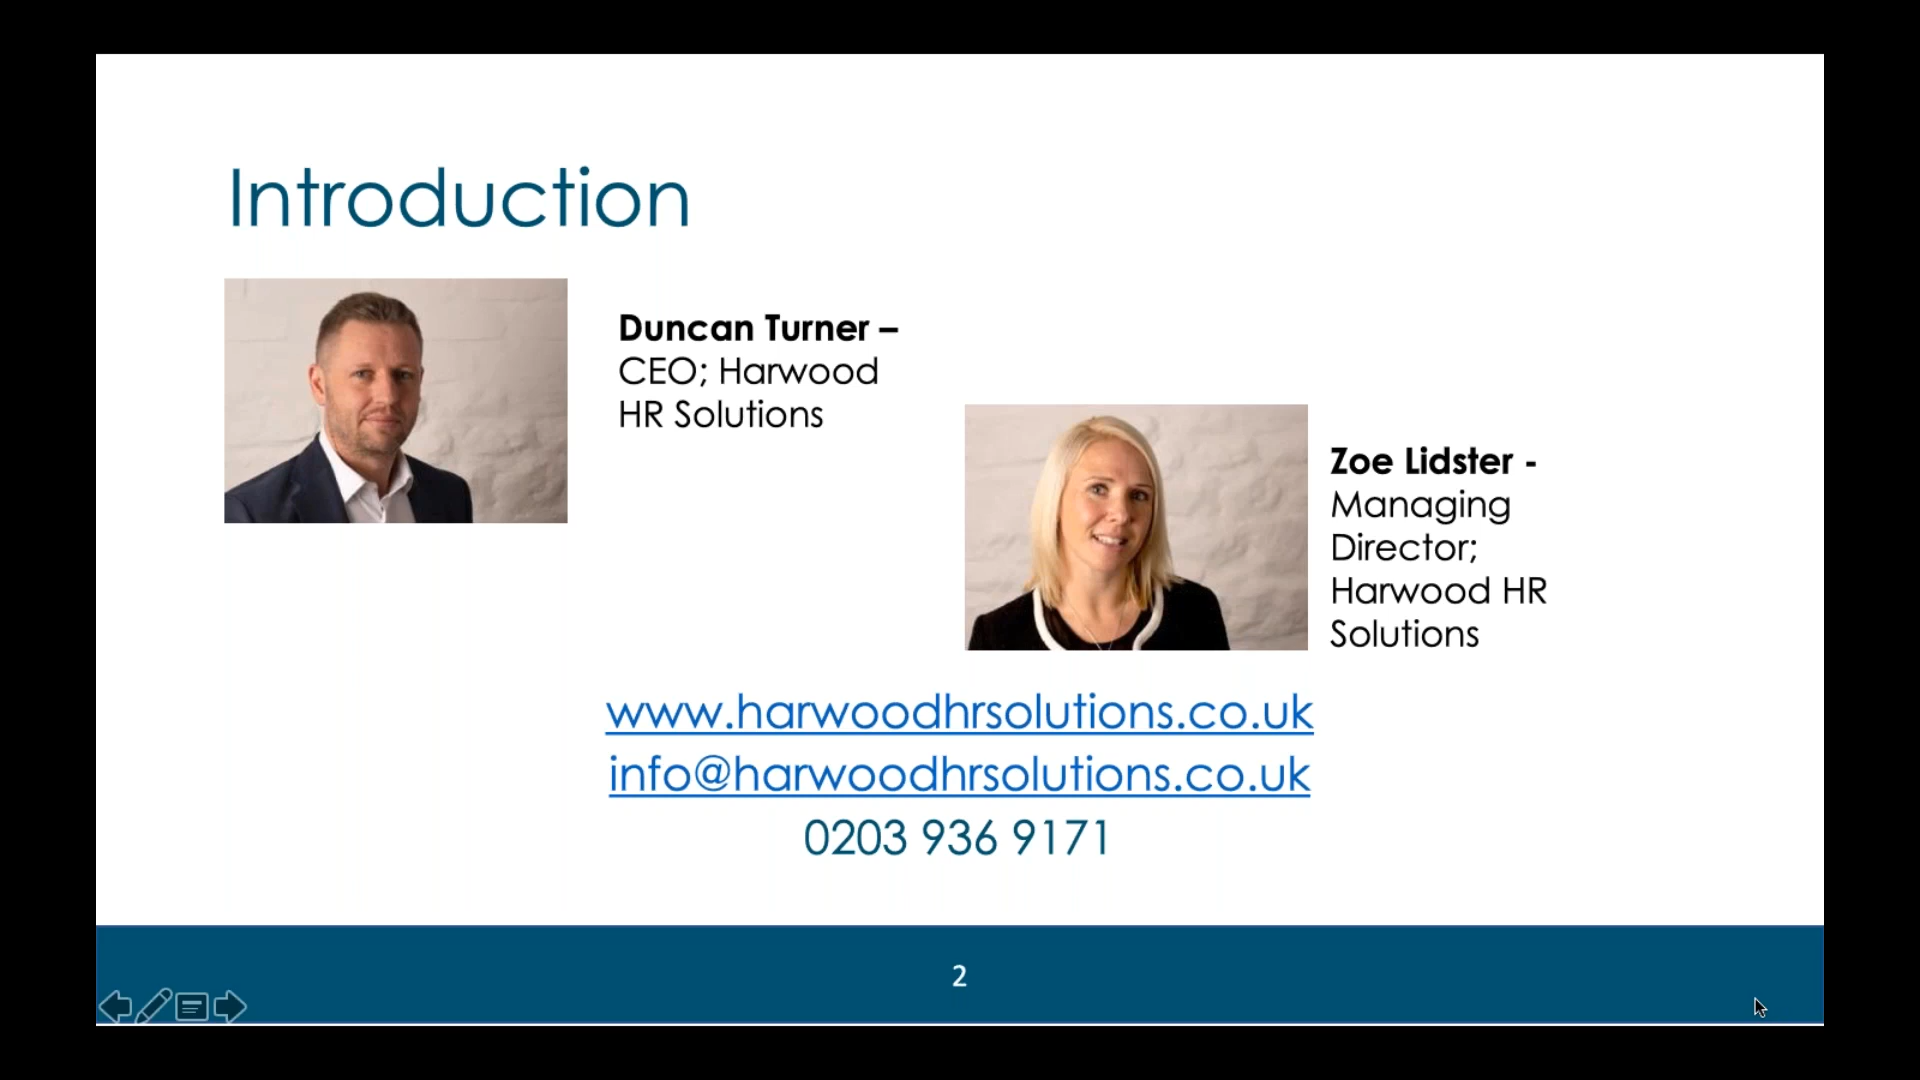 Introduction
Duncan Turner –
CEO; Harwood
HR Solutions
Zoe Lidster -
Managing
Director;
Harwood HR
Solutions
www.harwoodhrsolutions.co.uk
info@harwoodhrsolutions.co.uk
0203 936 9171
2